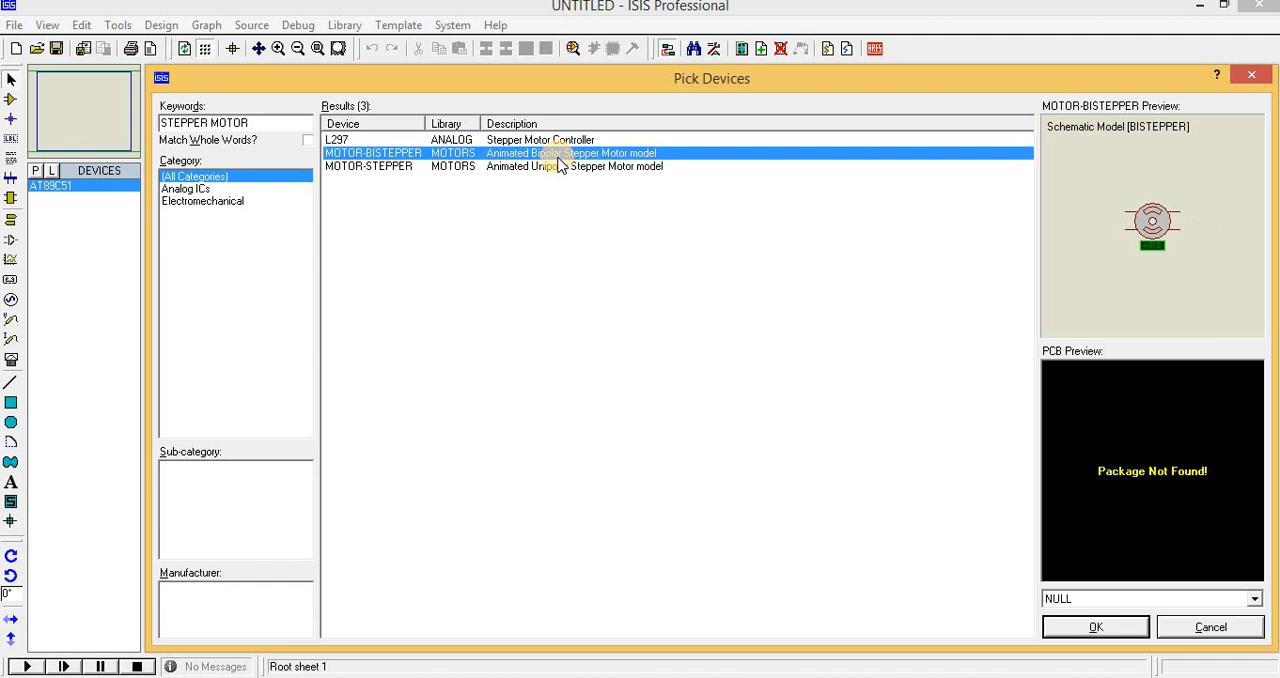 UNTITLED - ISIS Professional
File View Edit Tools Design Graph Source Debug Library Template System Help
ISIS Pick Devices ?
Keywords:
STEPPER MOTOR
Match Whole Words?
Category:
(All Categories)
Analog ICs
Electromechanical
Sub-category:
Manufacturer:
Results (3):
Device Library Description
L297 ANALOG Stepper Motor Controller
MOTOR-BISTEPPER MOTORS Animated Bipolar Stepper Motor model
MOTOR-STEPPER MOTORS Animated Unipolar Stepper Motor model
MOTOR-BISTEPPER Preview:
Schematic Model [BISTEPPER]
PCB Preview:
Package Not Found!
NULL
OK Cancel
P L DEVICES
AT89C51
LBL
A
0°
ARES
No Messages
Root sheet 1